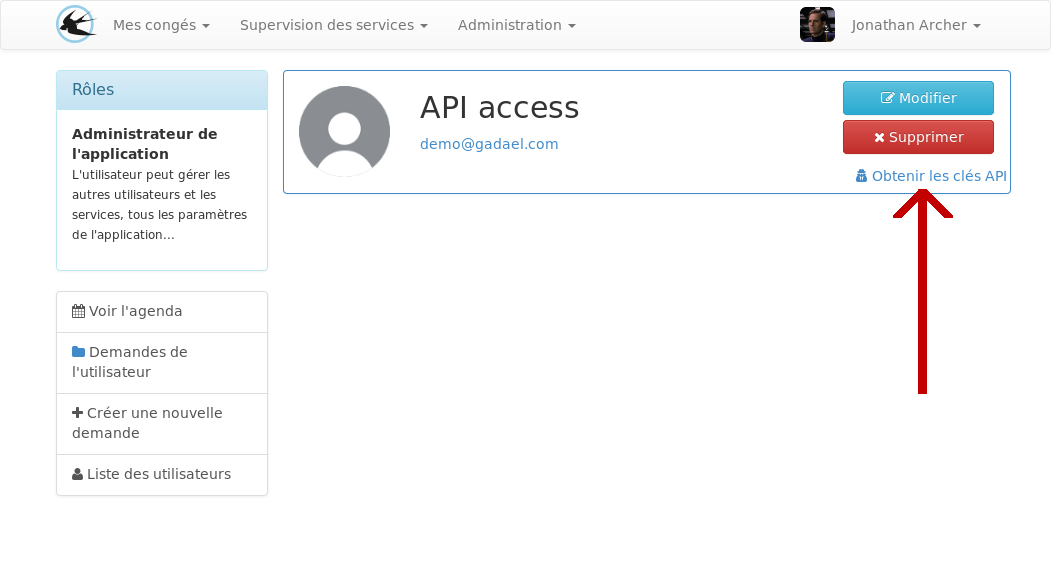 Mes congés
Supervision des services
Administration
Jonathan Archer
Rôles
Administrateur de
l'application
L'utilisateur peut gérer les
autres utilisateurs et les
services, tous les paramètres
de l'application...
Voir l'agenda
Demandes de
l'utilisateur
Créer une nouvelle
demande
Liste des utilisateurs
API access
demo@gadael.com
Modifier
Supprimer
Obtenir les clés API